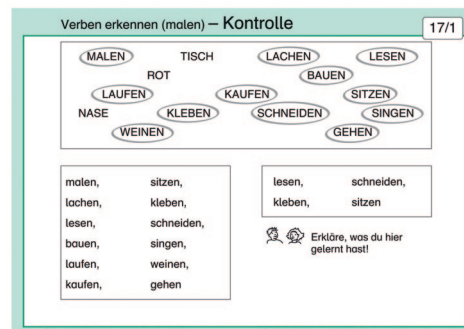 Verben erkennen (malen) – Kontrolle
17/1
MALEN TISCH LACHEN LESEN
ROT BAUEN
LAUFEN KAUFEN SITZEN
NASE KLEBEN SCHNEIDEN SINGEN
WEINEN GEHEN
malen, sitzen,
lachen, kleben,
lesen, schneiden,
bauen, singen,
laufen, weinen,
kaufen, gehen
lesen, schneiden,
kleben, sitzen
Erkläre, was du hier
gelernt hast!